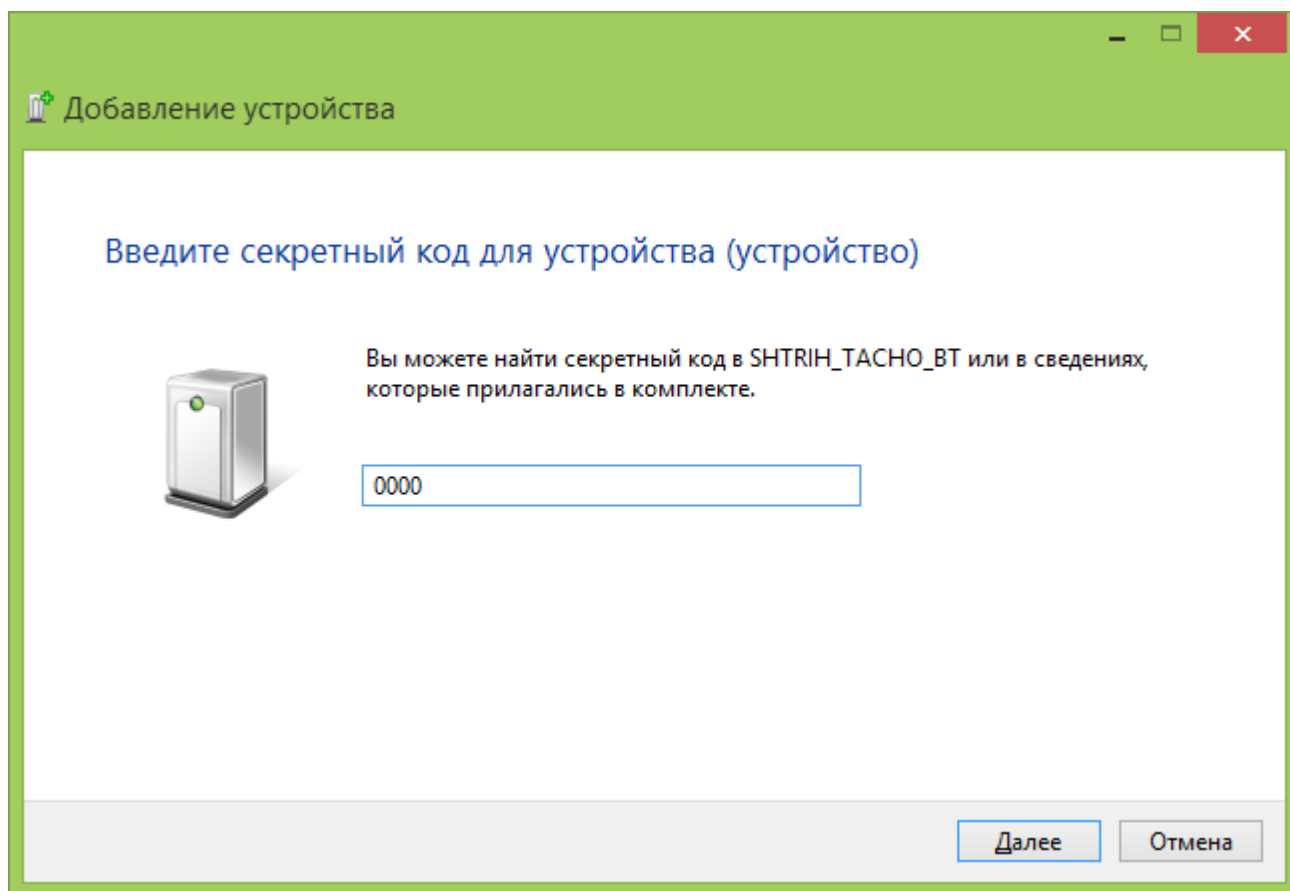 Добавление устройства
Введите секретный код для устройства (устройство)
Вы можете найти секретный код в SHTRIH_TACHO_BT или в сведениях,
которые прилагались в комплекте.
0000
Далее
Отмена